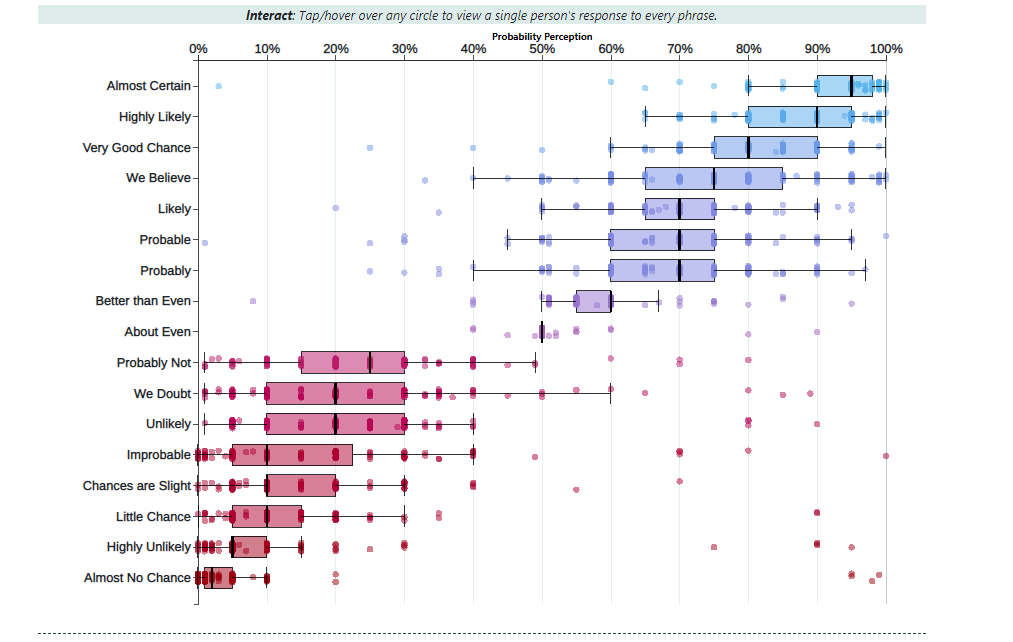 Interact: Tap/hover over any circle to view a single person's response to every phrase.
Probability Perception
0% 10% 20% 30% 40% 50% 60% 70% 80% 90% 100%
Almost Certain
Highly Likely
Very Good Chance
We Believe
Likely
Probable
Probably
Better than Even
About Even
Probably Not
We Doubt
Unlikely
Improbable
Chances are Slight
Little Chance
Highly Unlikely
Almost No Chance